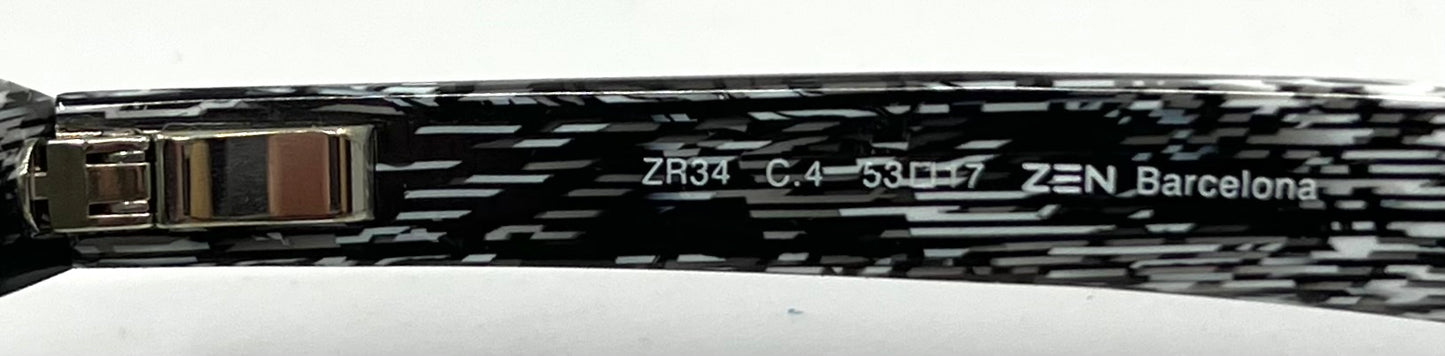 ZR34 C.4 53□17 ZEN Barcelona